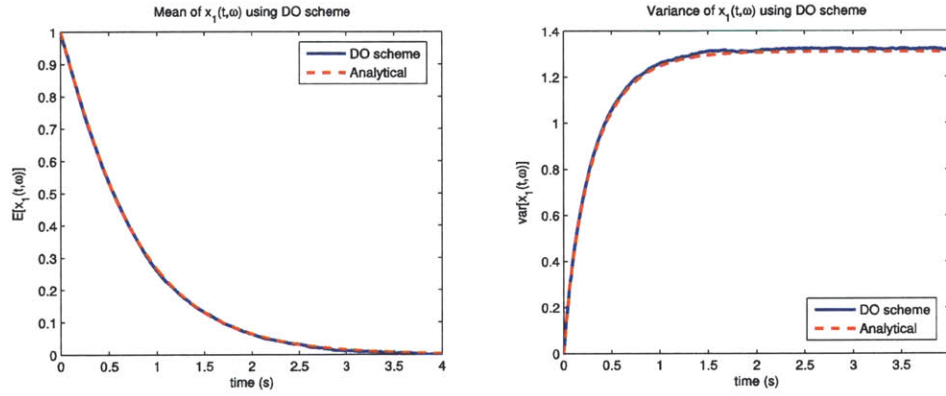 Mean of x₁(t,ω) using DO scheme
1
0.9
0.8
0.7
0.6
0.5
0.4
0.3
0.2
0.1
0
E[x₁(t,ω)]
DO scheme
Analytical
0 0.5 1 1.5 2 2.5 3 3.5 4
time (s)
Variance of x₁(t,ω) using DO scheme
1.4
1.2
1
0.8
0.6
0.4
0.2
0
var[x₁(t,ω)]
DO scheme
Analytical
0 0.5 1 1.5 2 2.5 3 3.5
time (s)